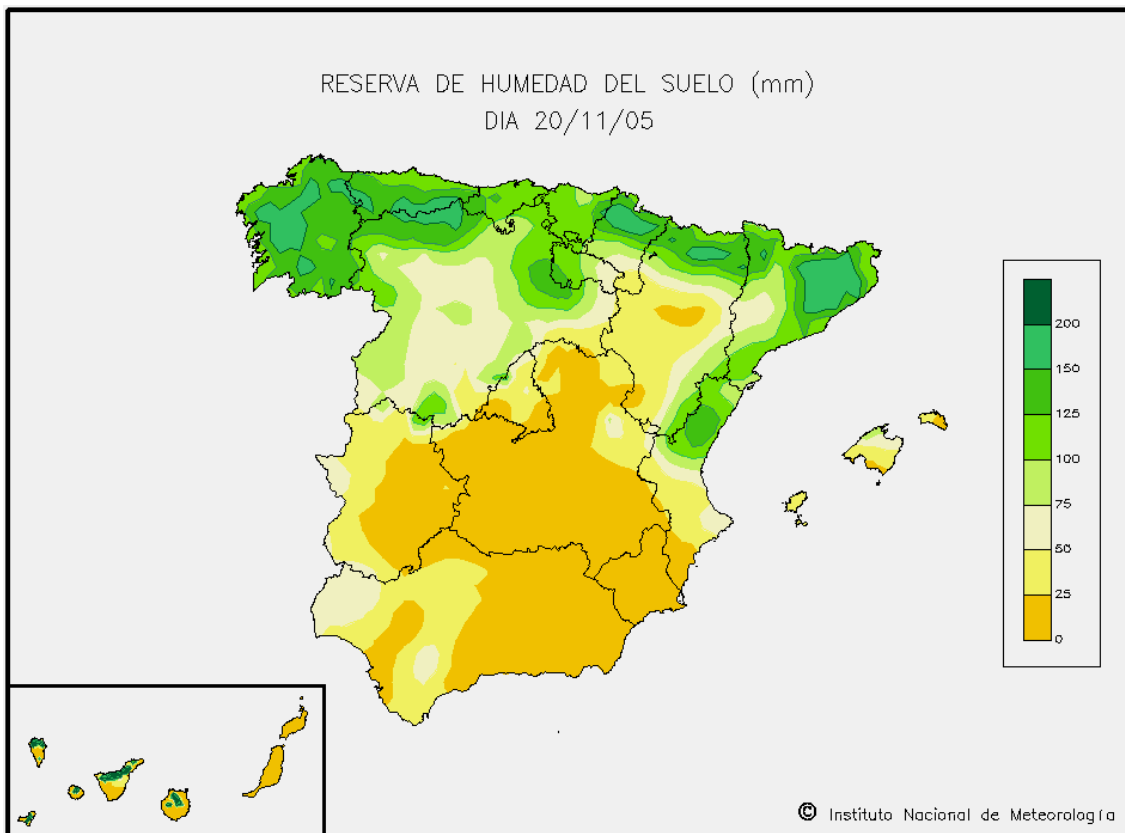 RESERVA DE HUMEDAD DEL SUELO (mm)
DIA 20/11/05
200
150
125
100
75
50
25
0
© Instituto Nacional de Meteorología